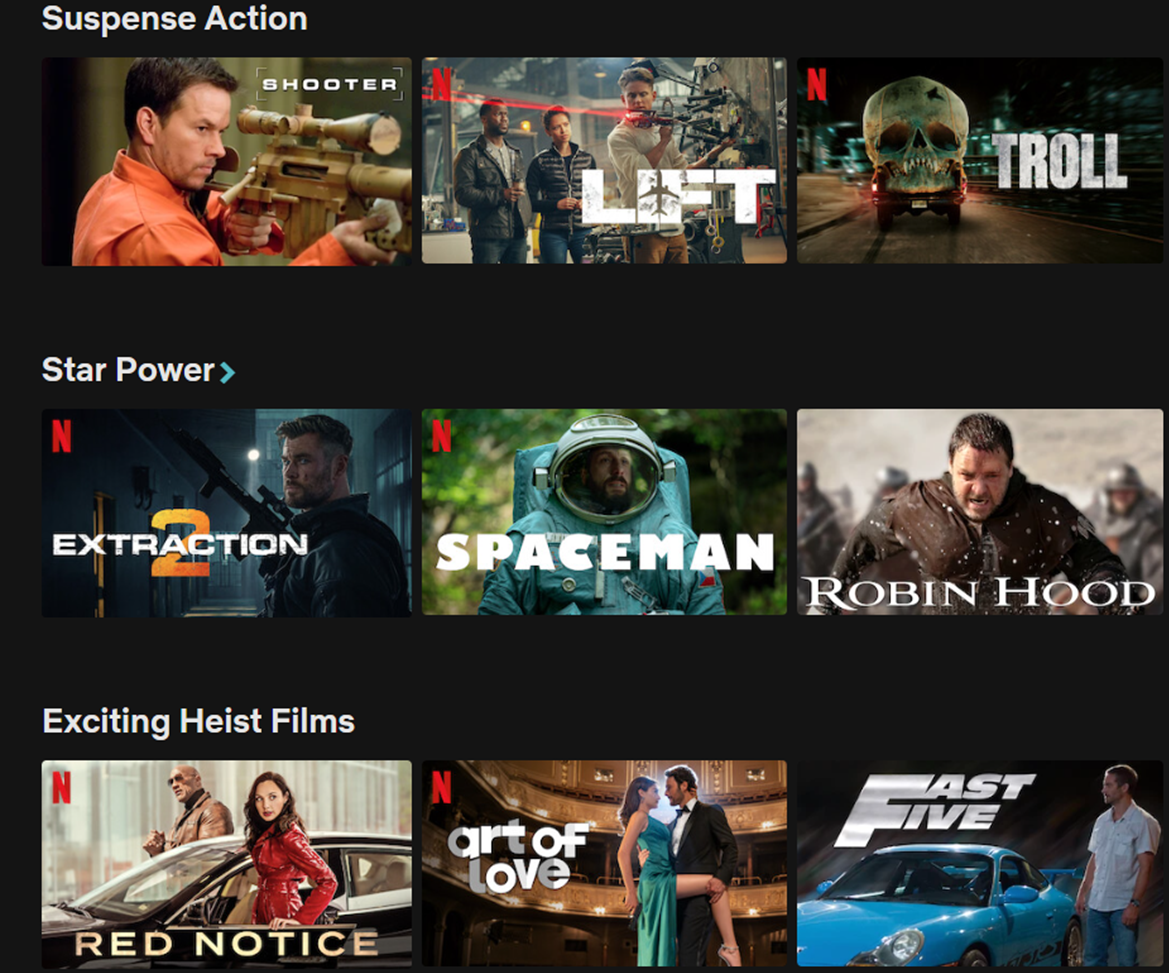 Suspense Action
SHOOTER
N
LIFT
N
TROLL
Star Power
N
EXTRACTION
2
N
SPACEMAN
ROBIN HOOD
Exciting Heist Films
N
RED NOTICE
N
art of
love
FAST
FIVE